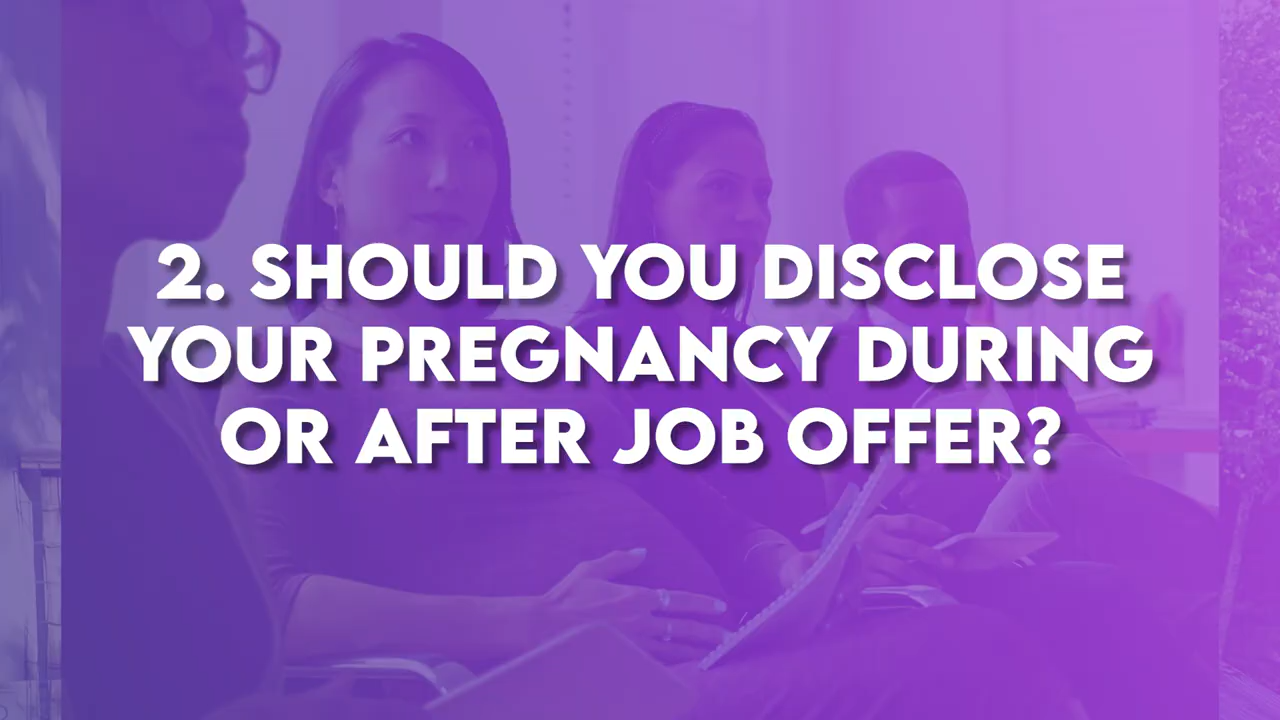 2. SHOULD YOU DISCLOSE
YOUR PREGNANCY DURING
OR AFTER JOB OFFER?